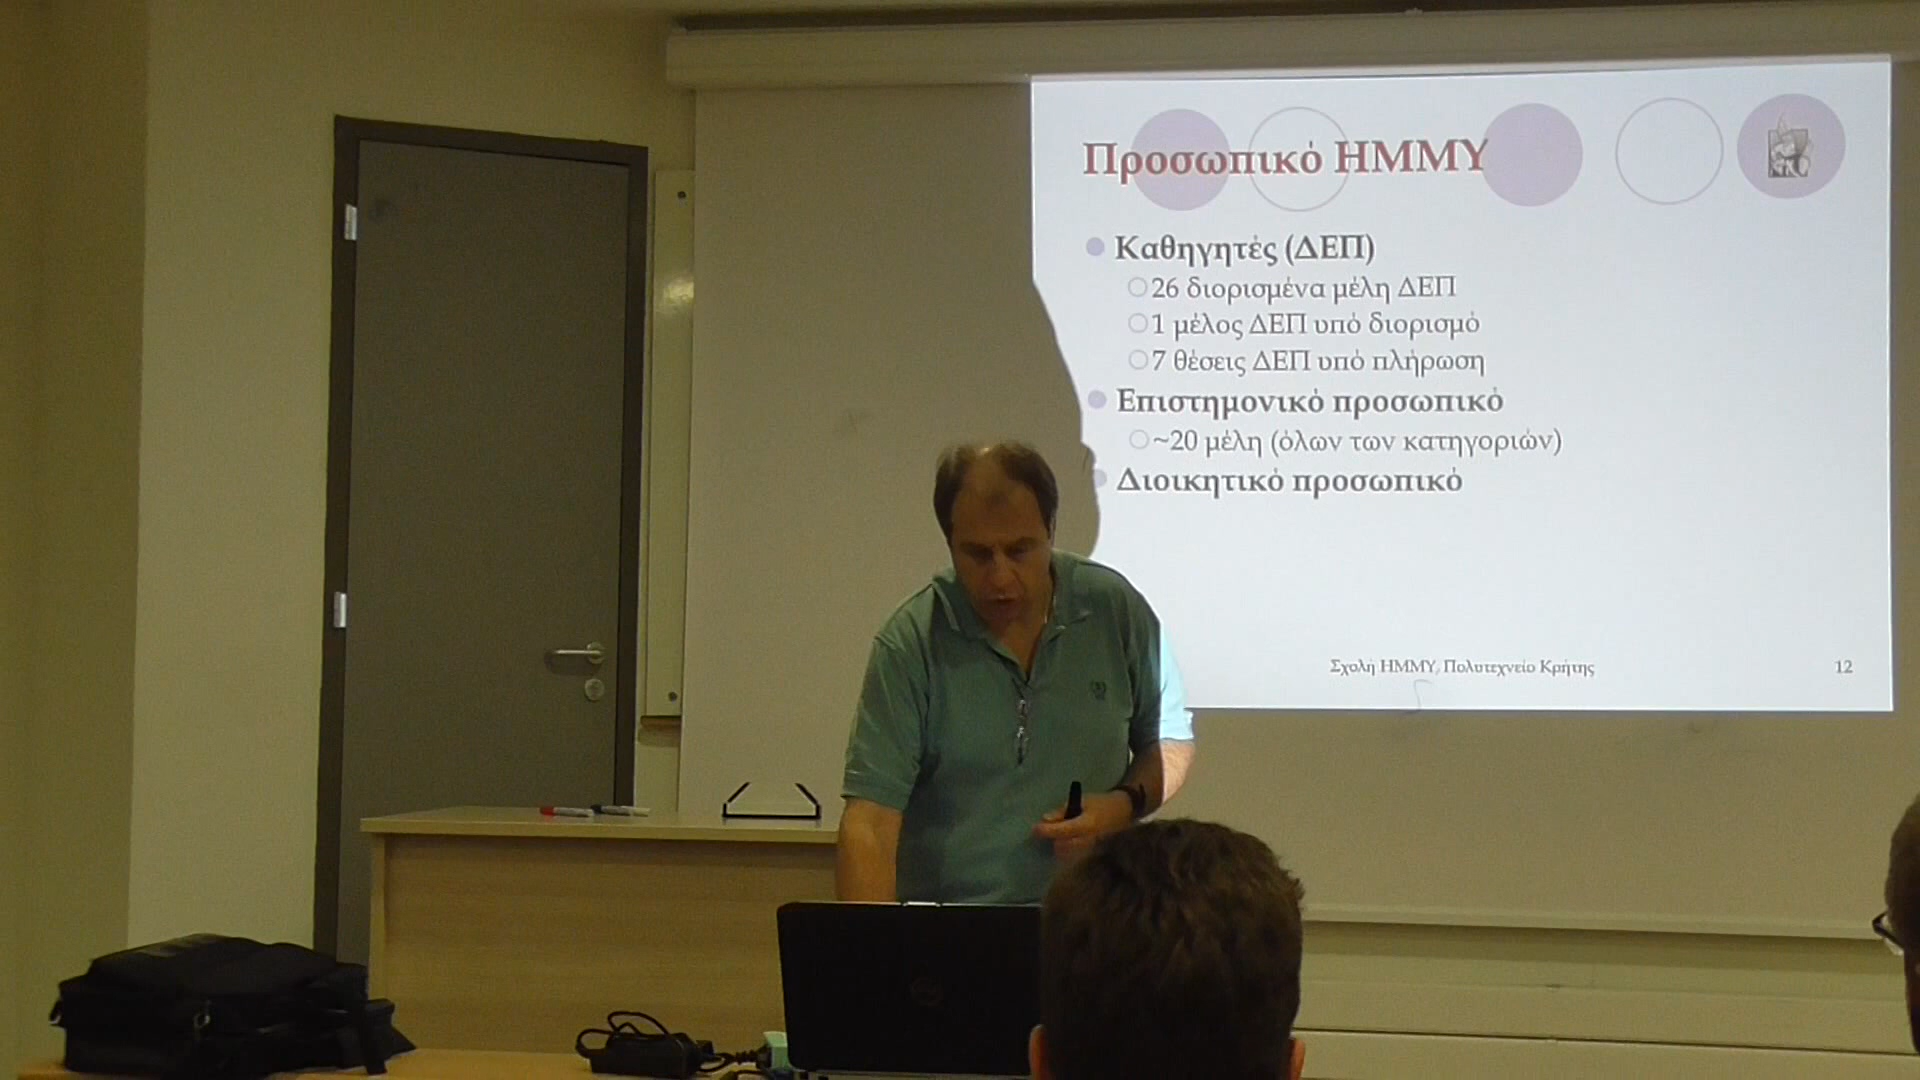 Προσωπικό ΗΜΜΥ
Καθηγητές (ΔΕΠ)
26 διορισμένα μέλη ΔΕΠ
1 μέλος ΔΕΠ υπό διορισμό
7 θέσεις ΔΕΠ υπό πλήρωση
Επιστημονικό προσωπικό
~20 μέλη (όλων των κατηγοριών)
Διοικητικό προσωπικό
Σχολή ΗΜΜΥ, Πολυτεχνείο Κρήτης
12